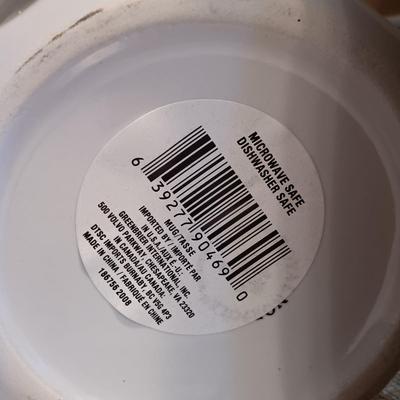 MICROWAVE SAFE
DISHWASHER SAFE
6 39277 90469 0
MUG/TASSE
IMPORTED BY / IMPORTÉ PAR
IN U.S.A./AUX É.-U.:
GREENBRIER INTERNATIONAL, INC.
500 VOLVO PARKWAY, CHESAPEAKE, VA 23320
IN CANADA/AU CANADA:
DTSC IMPORTS BURNABY, BC V5G 4P3
MADE IN CHINA / FABRIQUÉ EN CHINE
186758 2008